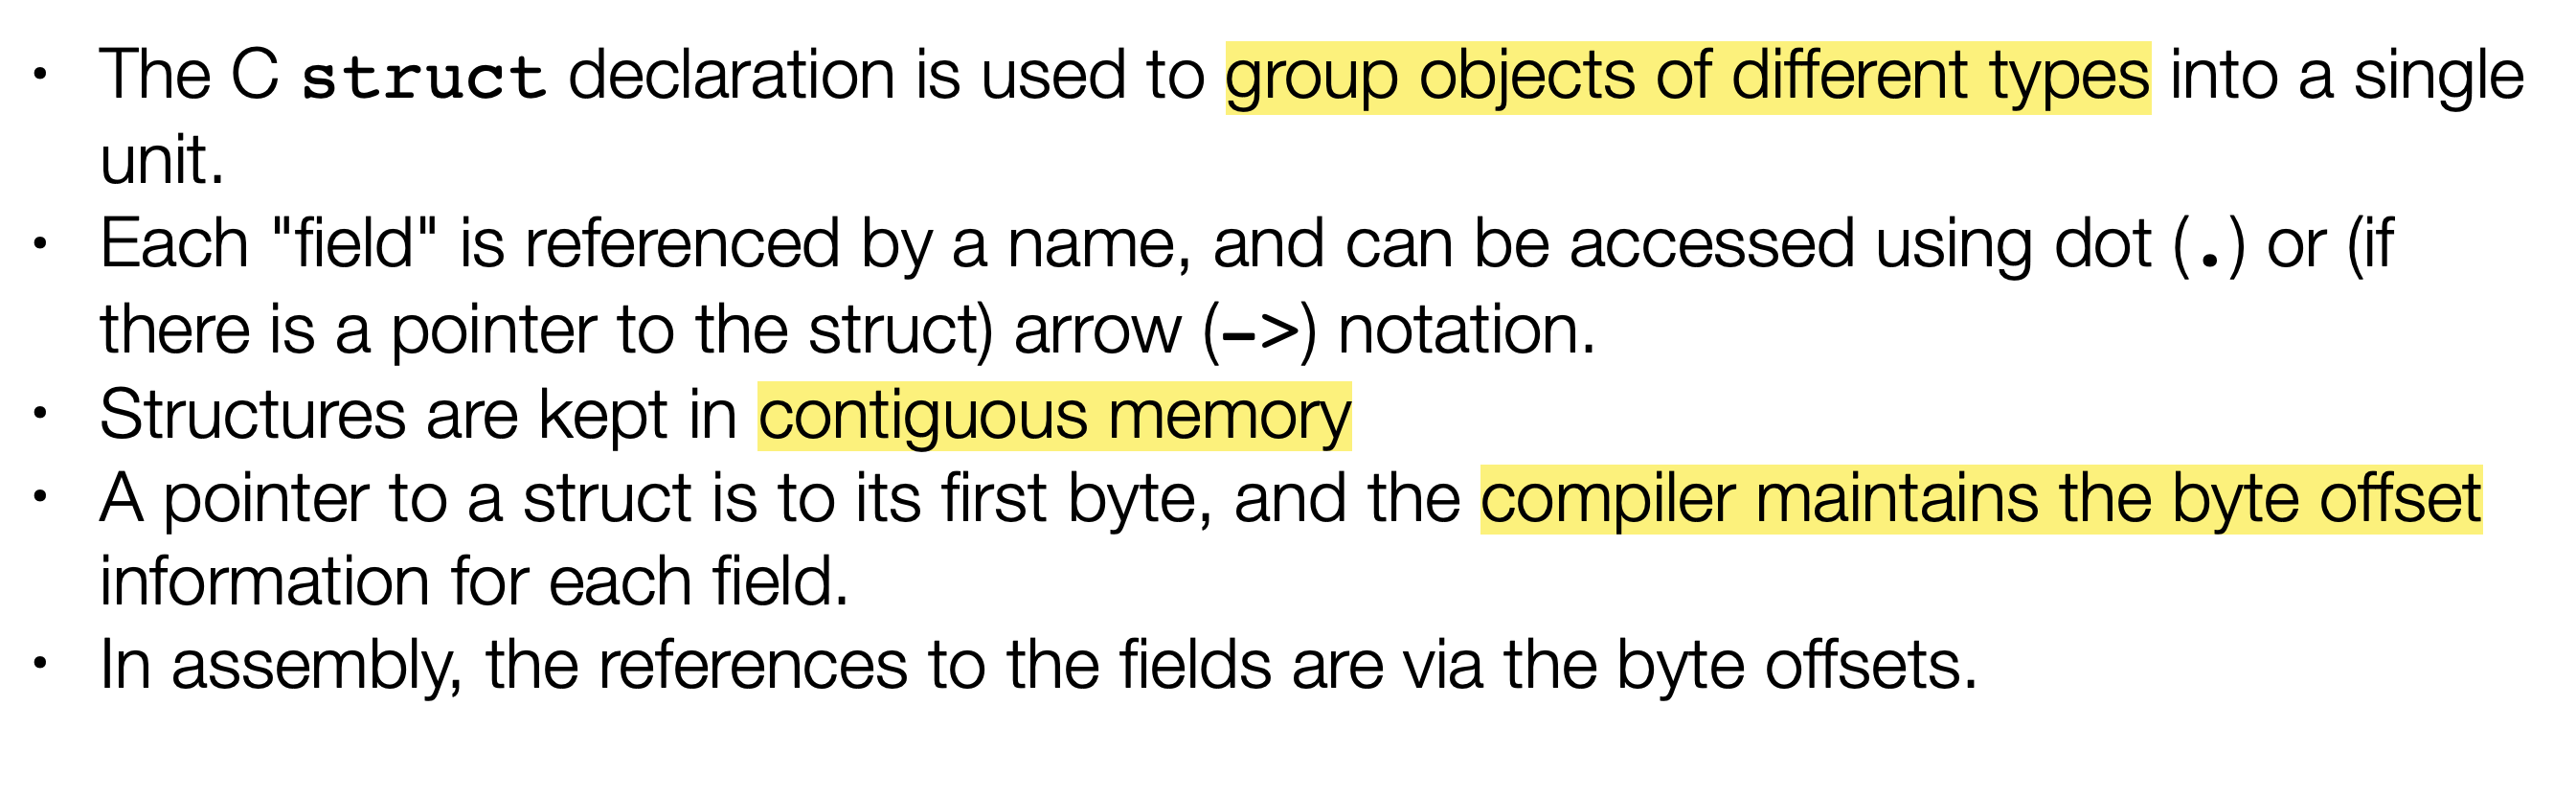 • The C struct declaration is used to group objects of different types into a single
unit.
• Each "field" is referenced by a name, and can be accessed using dot (.) or (if
there is a pointer to the struct) arrow (->) notation.
• Structures are kept in contiguous memory
• A pointer to a struct is to its first byte, and the compiler maintains the byte offset
information for each field.
• In assembly, the references to the fields are via the byte offsets.